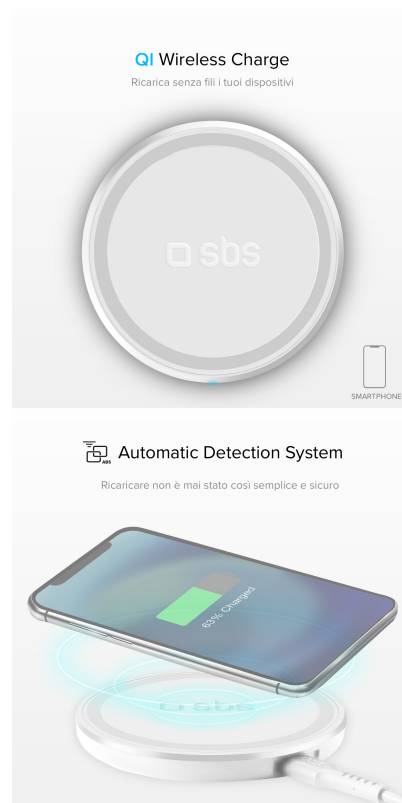 QI Wireless Charge
Ricarica senza fili i tuoi dispositivi
sbs
SMARTPHONE
ADS
Automatic Detection System
Ricaricare non è mai stato così semplice e sicuro
63% Charged
sbs